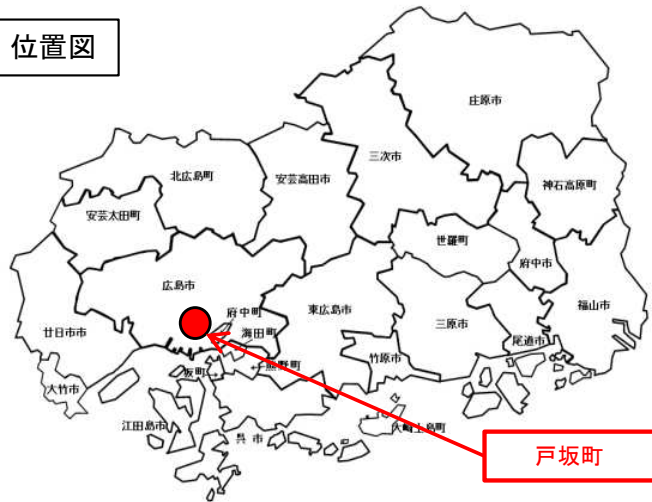 位置図
庄原市
三次市
北広島町
安芸高田市
神石高原町
安芸太田町
世羅町
府中市
広島市
府中町
東広島市
福山市
海田町
三原市
廿日市市
尾道市
竹原市
坂町
熊野町
大竹市
江田島市
呉市
大崎上島町
戸坂町